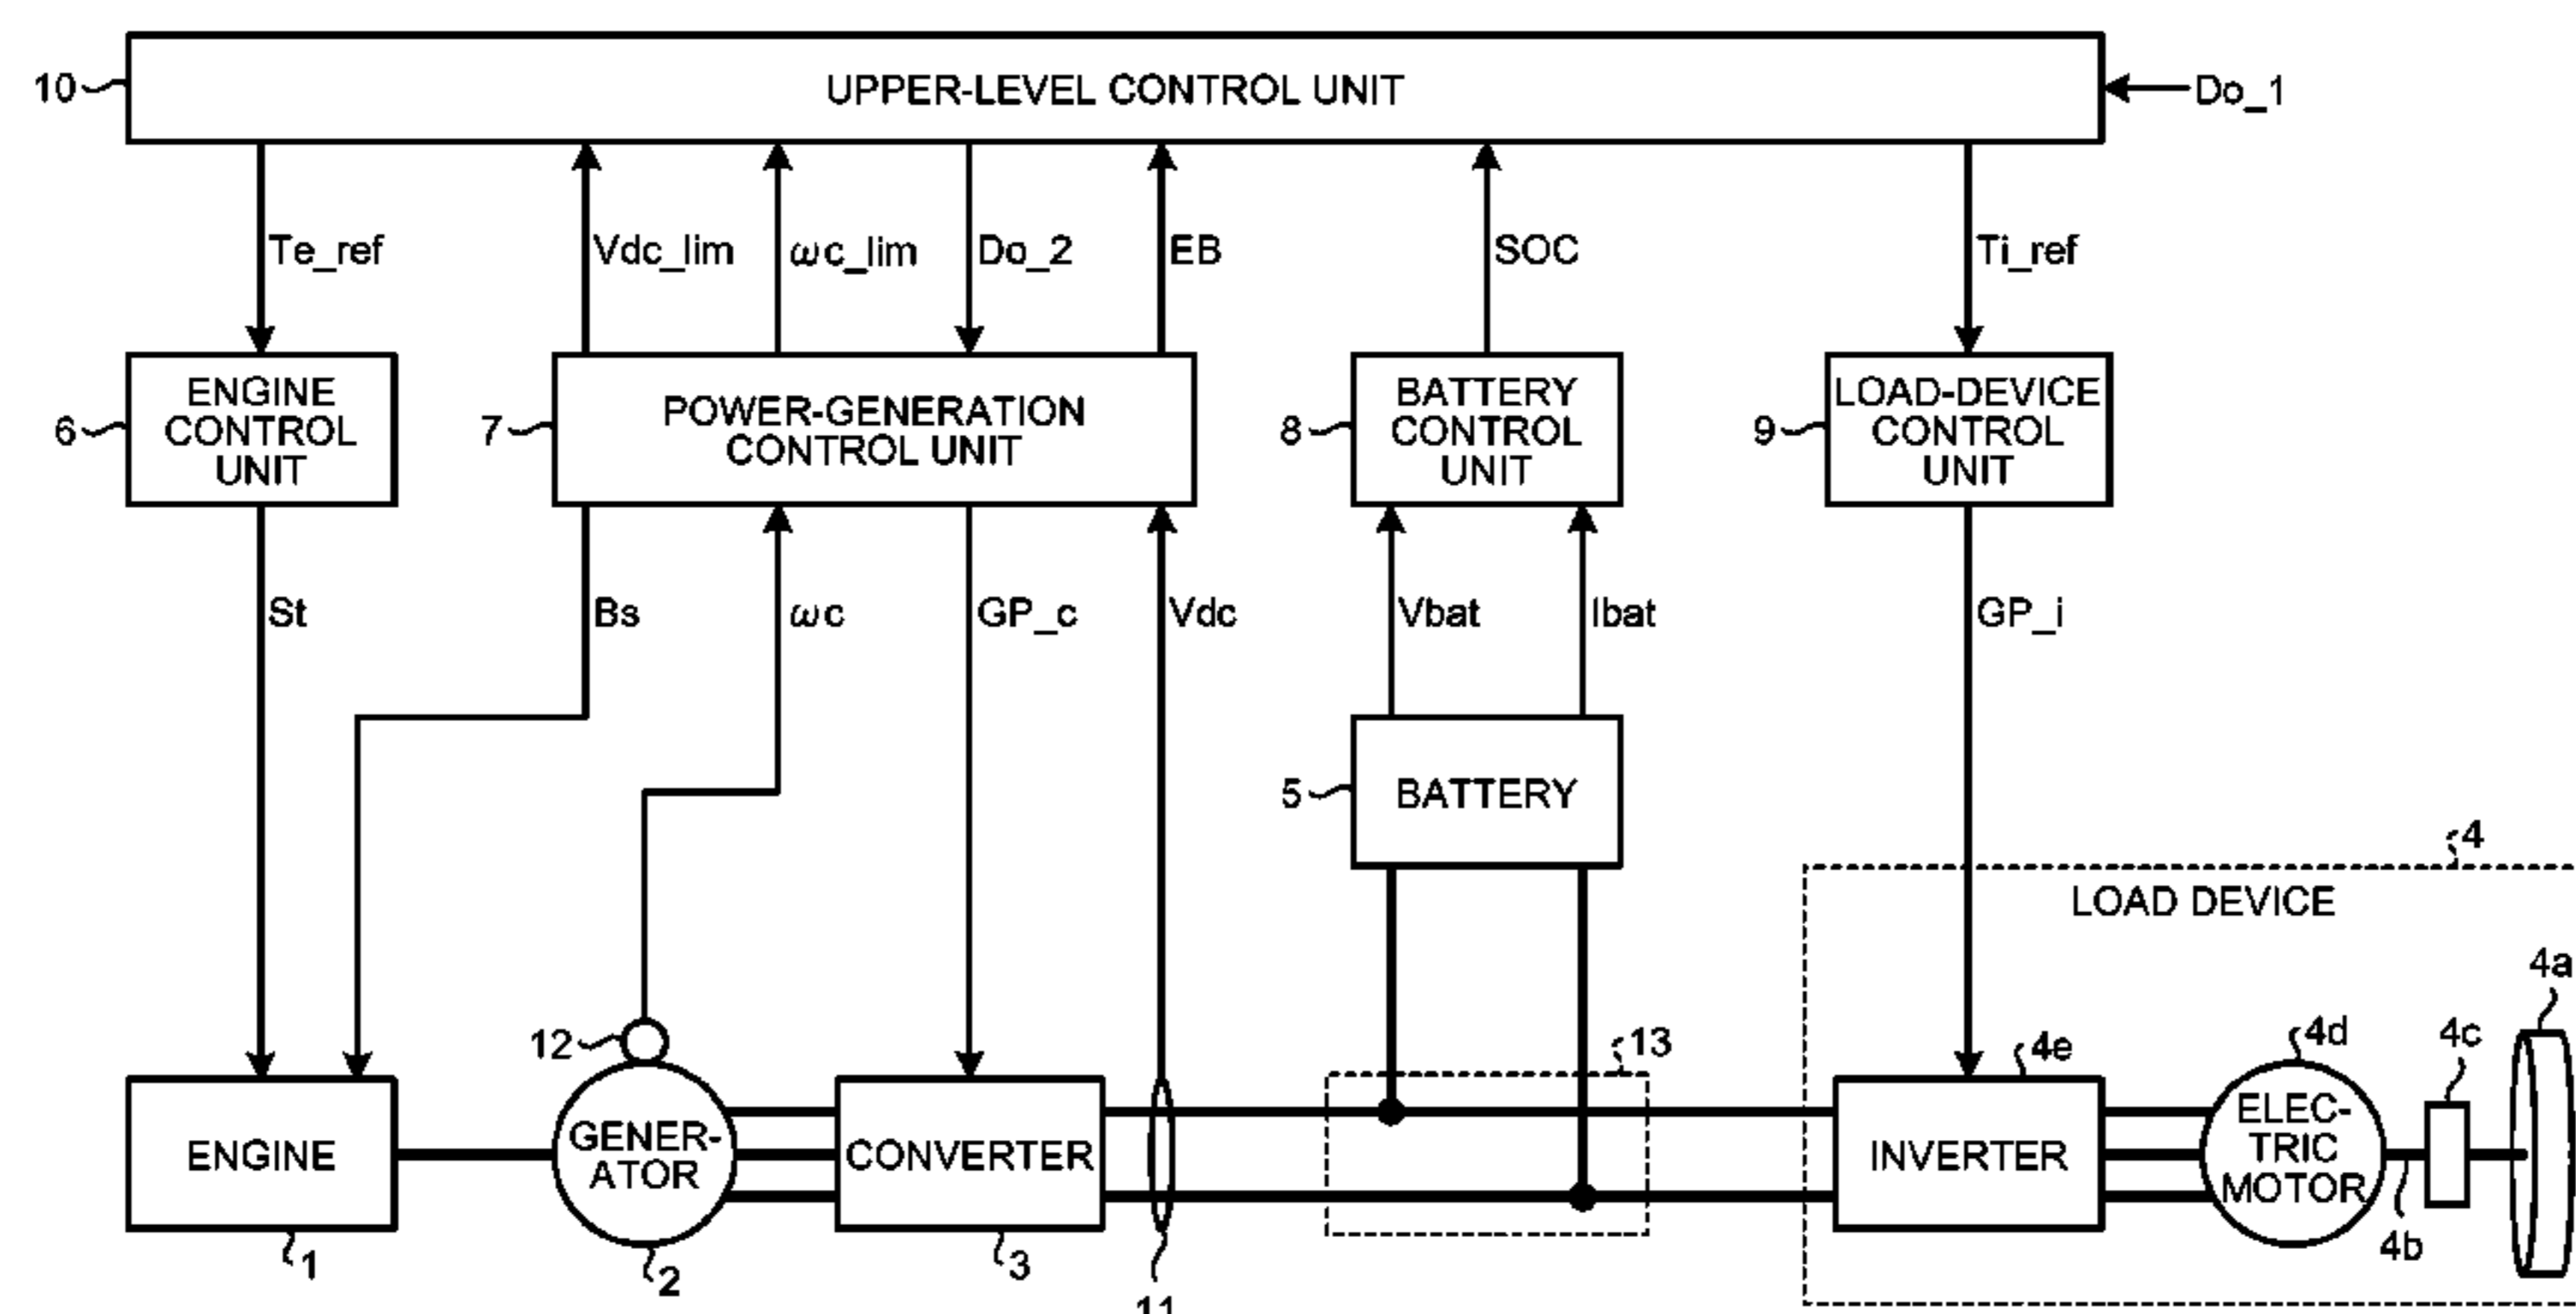 10
UPPER-LEVEL CONTROL UNIT
Do_1
Te_ref
Vdc_lim
ωc_lim
Do_2
EB
SOC
Ti_ref
6
ENGINE
CONTROL
UNIT
7
POWER-GENERATION
CONTROL UNIT
8
BATTERY
CONTROL
UNIT
9
LOAD-DEVICE
CONTROL
UNIT
St
Bs
ωc
GP_c
Vdc
Vbat
Ibat
GP_i
5
BATTERY
4
LOAD DEVICE
4a
12
13
4e
4d
4c
ENGINE
GENER-
ATOR
CONVERTER
INVERTER
ELEC-
TRIC
MOTOR
4b
1
2
3
11